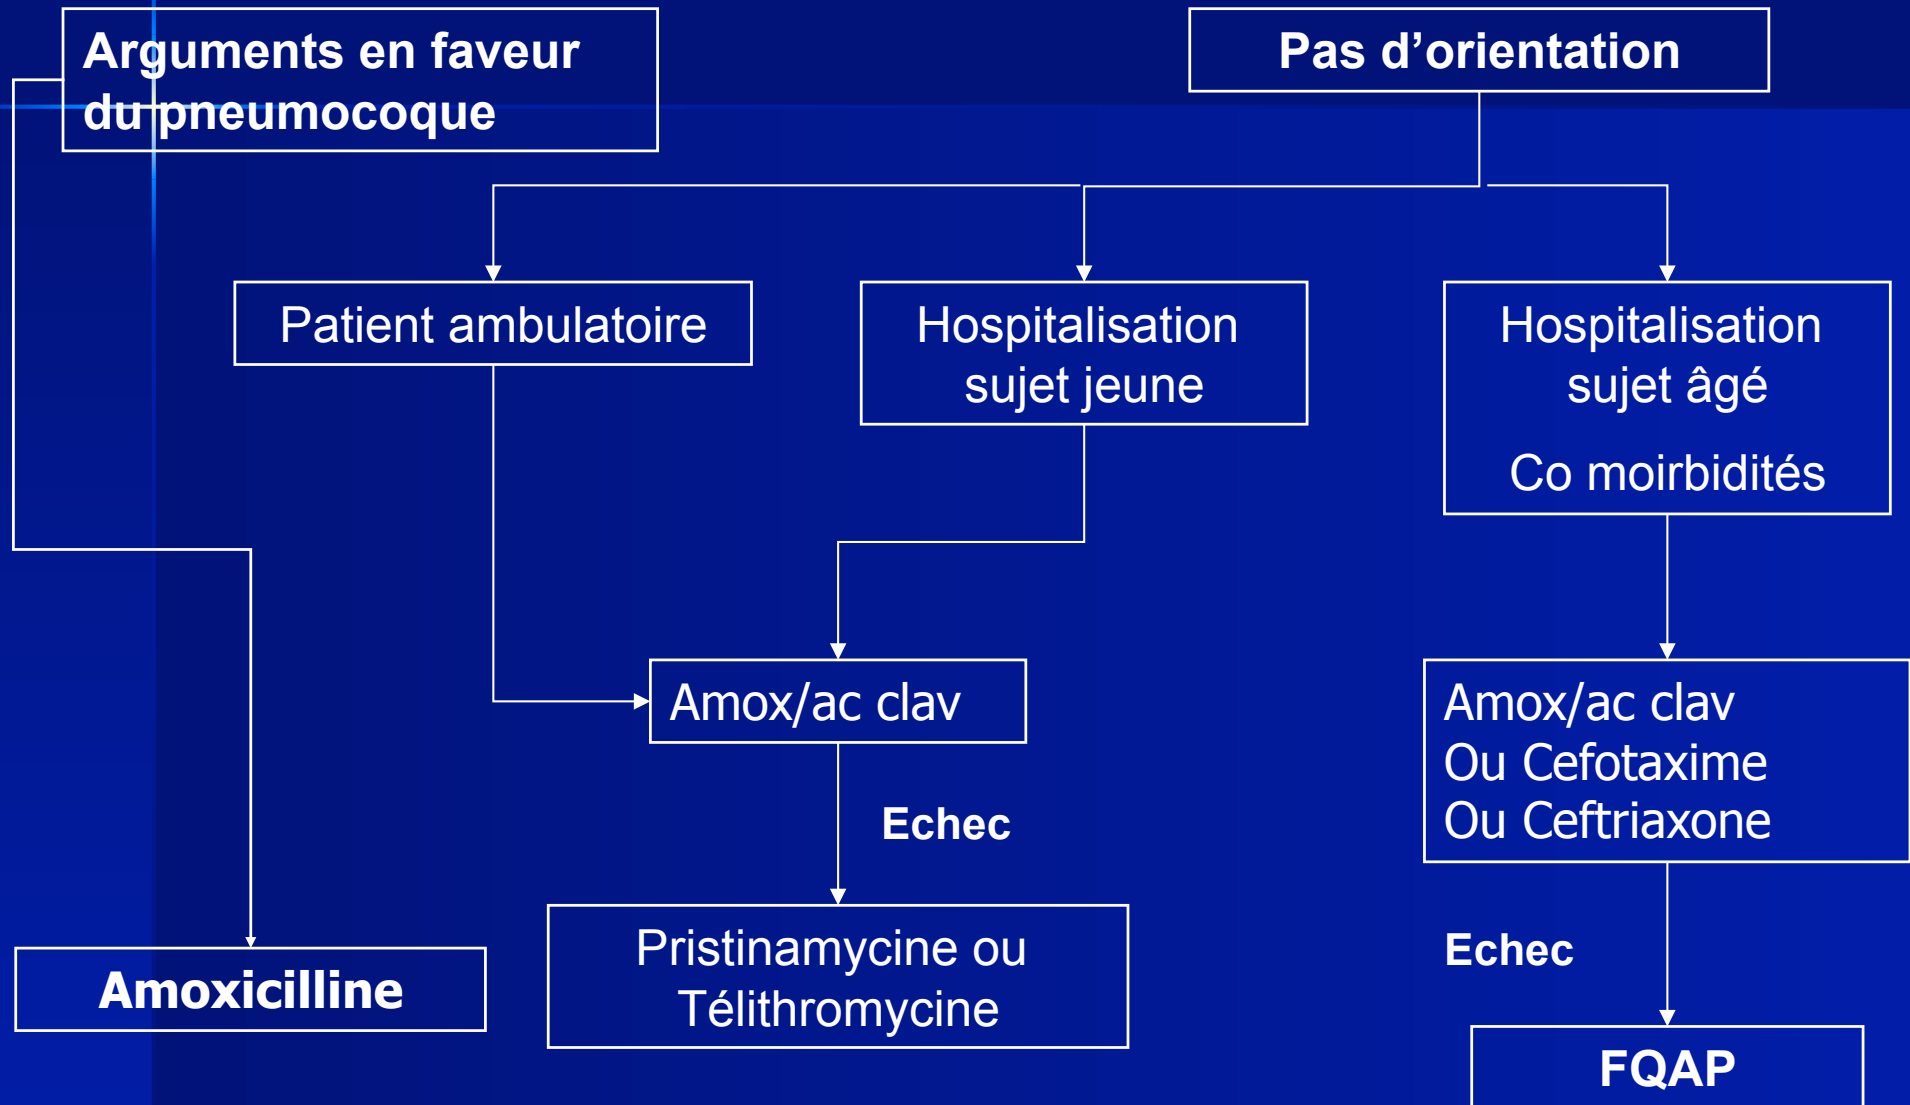 Arguments en faveur
du pneumocoque
Pas d’orientation
Patient ambulatoire
Hospitalisation
sujet jeune
Hospitalisation
sujet âgé
Co moirbidités
Amox/ac clav
Amox/ac clav
Ou Cefotaxime
Ou Ceftriaxone
Echec
Echec
Amoxicilline
Pristinamycine ou
Télithromycine
FQAP